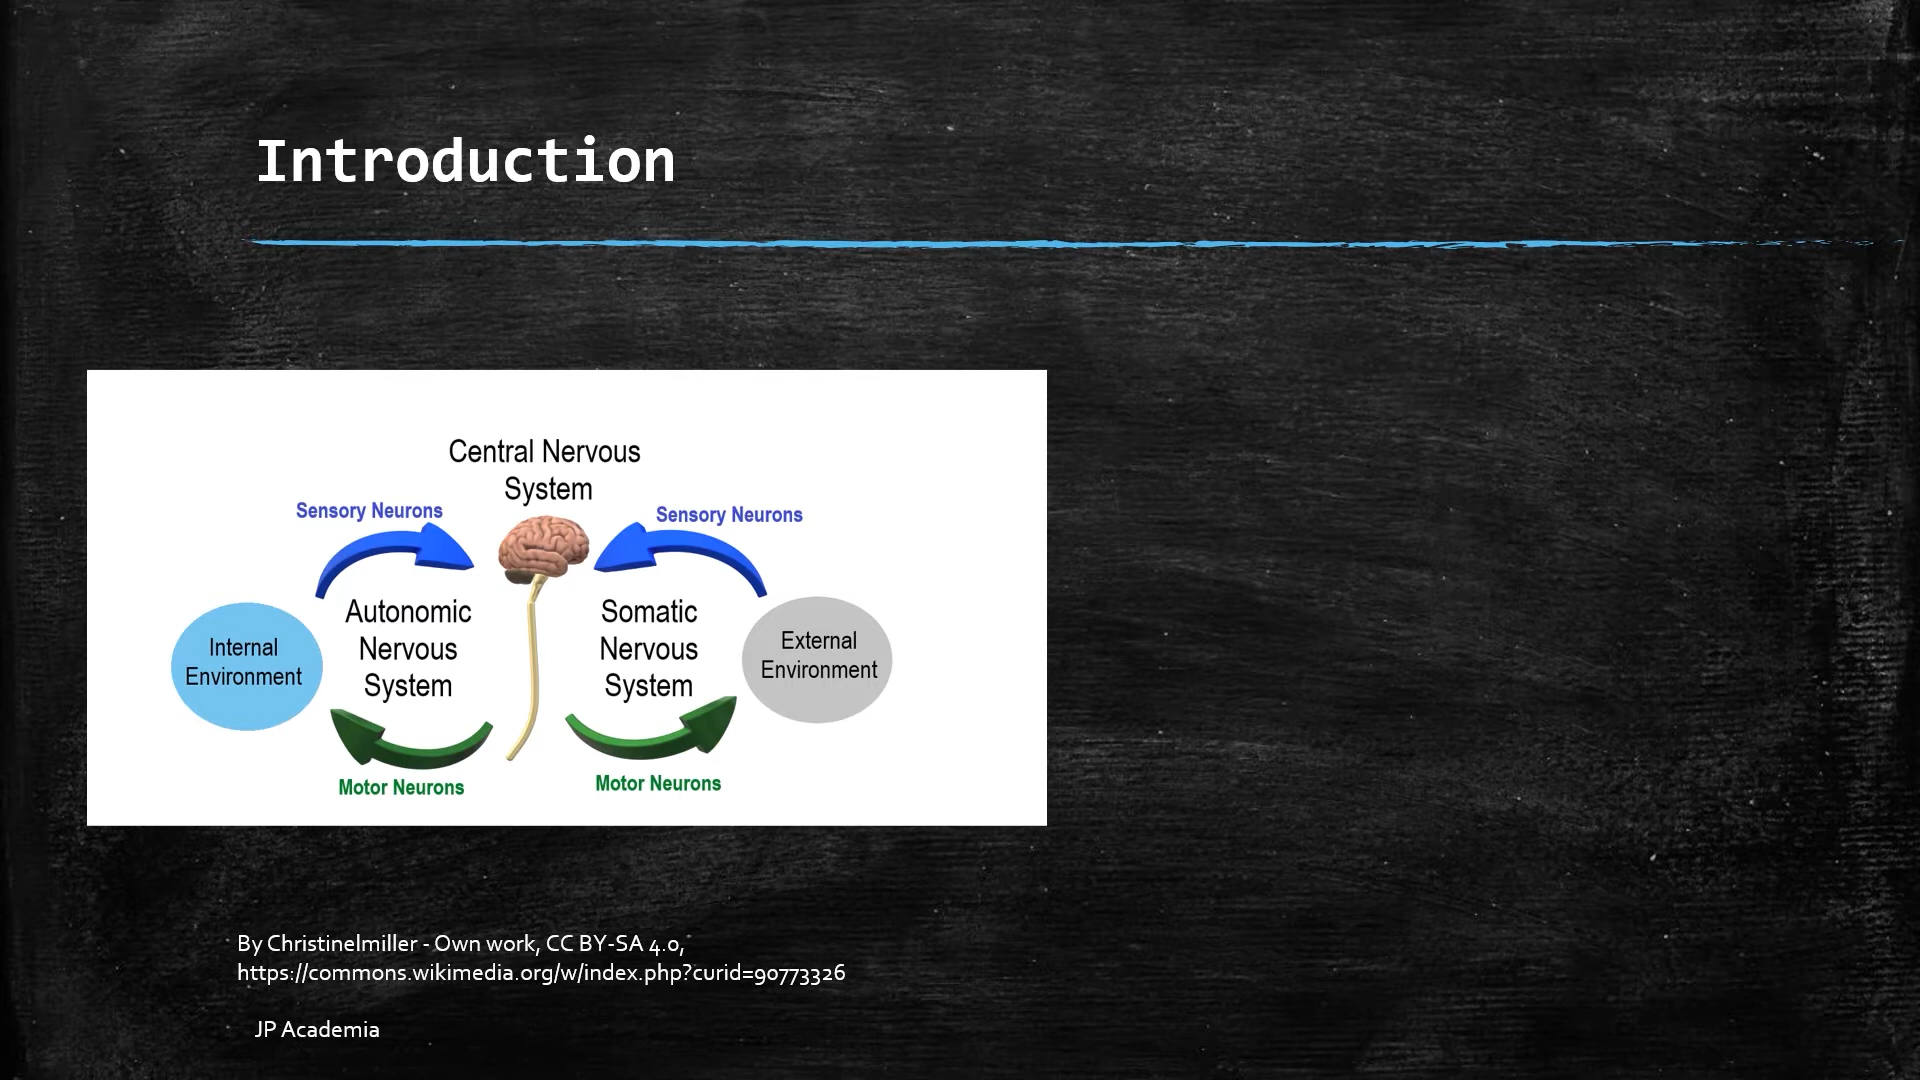 Introduction
Central Nervous
System
Sensory Neurons
Sensory Neurons
Autonomic
Nervous
System
Somatic
Nervous
System
Internal
Environment
External
Environment
Motor Neurons
Motor Neurons
By Christinelmiller - Own work, CC BY-SA 4.0,
https://commons.wikimedia.org/w/index.php?curid=90773326
JP Academia